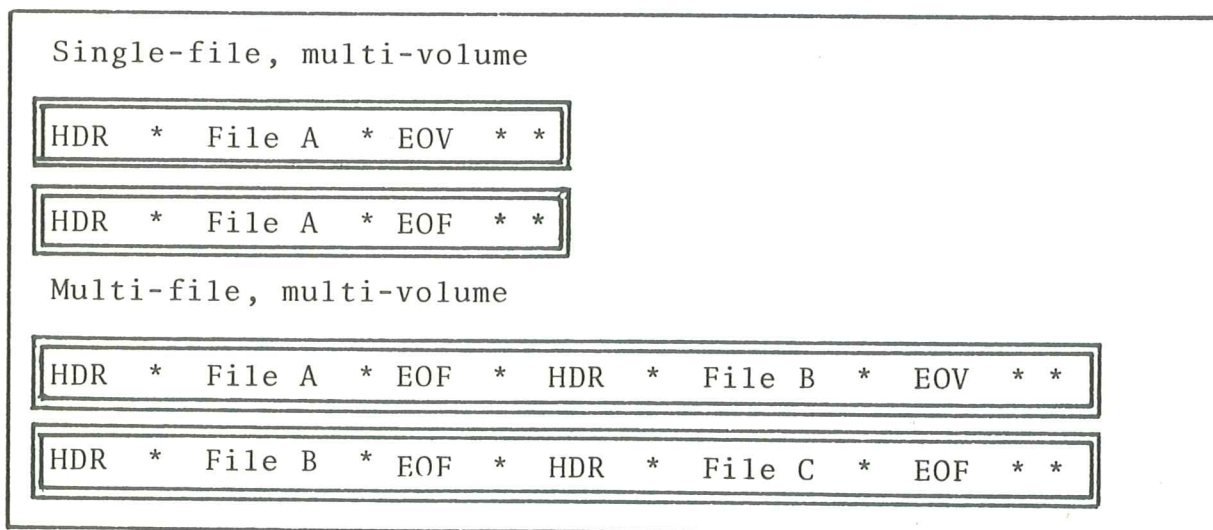 Single-file, multi-volume
HDR * File A * EOV * *
HDR * File A * EOF * *
Multi-file, multi-volume
HDR * File A * EOF * HDR * File B * EOV * *
HDR * File B * EOF * HDR * File C * EOF * *